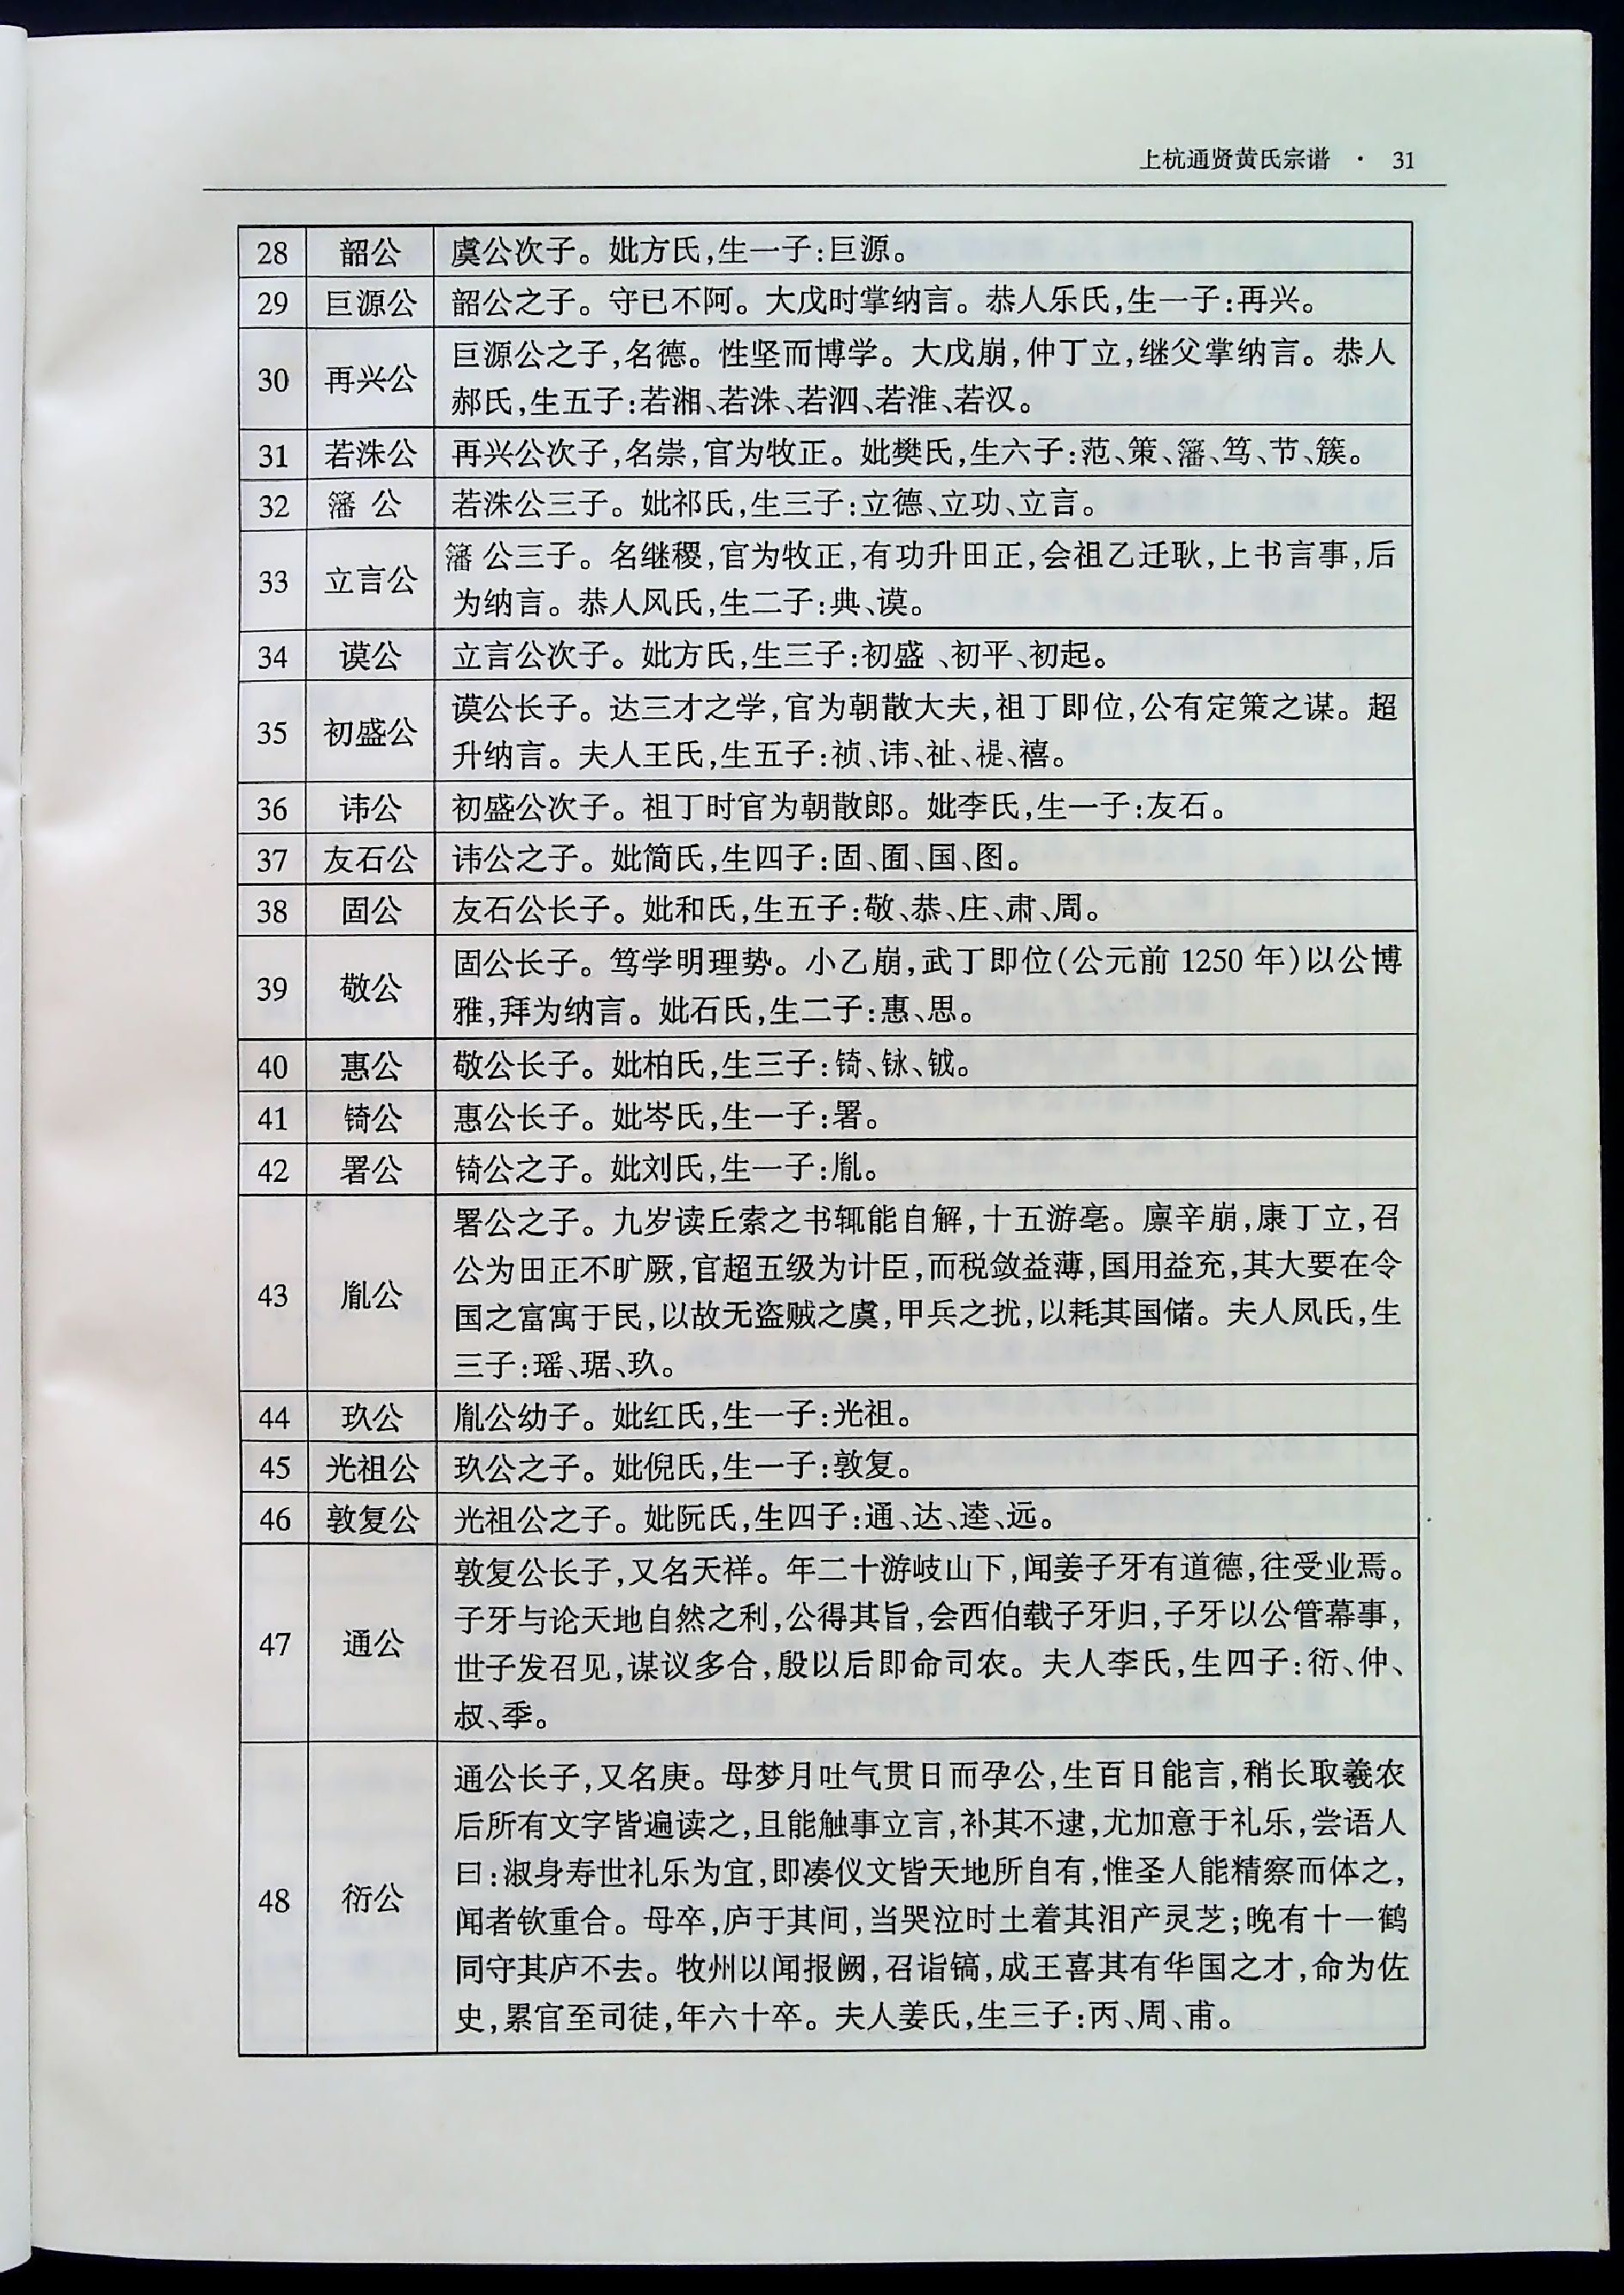 上杭通贤黄氏宗谱 · 31
28 韶公 虞公次子。妣方氏,生一子:巨源。
29 巨源公 韶公之子。守已不阿。大戊时掌纳言。恭人乐氏,生一子:再兴。
30 再兴公 巨源公之子,名德。性坚而博学。大戊崩,仲丁立,继父掌纳言。恭人
郝氏,生五子:若湘、若洙、若泗、若淮、若汉。
31 若洙公 再兴公次子,名崇,官为牧正。妣樊氏,生六子:范、策、籓、笃、节、簇。
32 籓公 若洙公三子。妣祁氏,生三子:立德、立功、立言。
33 立言公 籓公三子。名继稷,官为牧正,有功升田正,会祖乙迁耿,上书言事,后
为纳言。恭人风氏,生二子:典、谟。
34 谟公 立言公次子。妣方氏,生三子:初盛、初平、初起。
35 初盛公 谟公长子。达三才之学,官为朝散大夫,祖丁即位,公有定策之谋。超
升纳言。夫人王氏,生五子:祯、讳、祉、禔、禧。
36 讳公 初盛公次子。祖丁时官为朝散郎。妣李氏,生一子:友石。
37 友石公 讳公之子。妣简氏,生四子:固、囿、国、图。
38 固公 友石公长子。妣和氏,生五子:敬、恭、庄、肃、周。
39 敬公 固公长子。笃学明理势。小乙崩,武丁即位(公元前 1250 年)以公博
雅,拜为纳言。妣石氏,生二子:惠、思。
40 惠公 敬公长子。妣柏氏,生三子:锜、铱、钺。
41 锜公 惠公长子。妣岑氏,生一子:署。
42 署公 锜公之子。妣刘氏,生一子:胤。
43 胤公 署公之子。九岁读丘索之书辄能自解,十五游亳。廪辛崩,康丁立,召
公为田正不旷厥,官超五级为计臣,而税敛益薄,国用益充,其大要在令
国之富寓于民,以故无盗贼之虞,甲兵之扰,以耗其国储。夫人凤氏,生
三子:瑶、琚、玖。
44 玖公 胤公幼子。妣红氏,生一子:光祖。
45 光祖公 玖公之子。妣倪氏,生一子:敦复。
46 敦复公 光祖公之子。妣阮氏,生四子:通、达、逵、远。
47 通公 敦复公长子,又名天祥。年二十游岐山下,闻姜子牙有道德,往受业焉。
子牙与论天地自然之利,公得其旨,会西伯载子牙归,子牙以公管幕事,
世子发召见,谋议多合,殷以后即命司农。夫人李氏,生四子:衍、仲、
叔、季。
48 衍公 通公长子,又名庚。母梦月吐气贯日而孕公,生百日能言,稍长取羲农
后所有文字皆遍读之,且能触事立言,补其不逮,尤加意于礼乐,尝语人
曰:淑身寿世礼乐为宜,即凑仪文皆天地所自有,惟圣人能精察而体之,
闻者钦重合。母卒,庐于其间,当哭泣时土着其泪产灵芝;晚有十一鹤
同守其庐不去。牧州以闻报阙,召诣镐,成王喜其有华国之才,命为佐
史,累官至司徒,年六十卒。夫人姜氏,生三子:丙、周、甫。